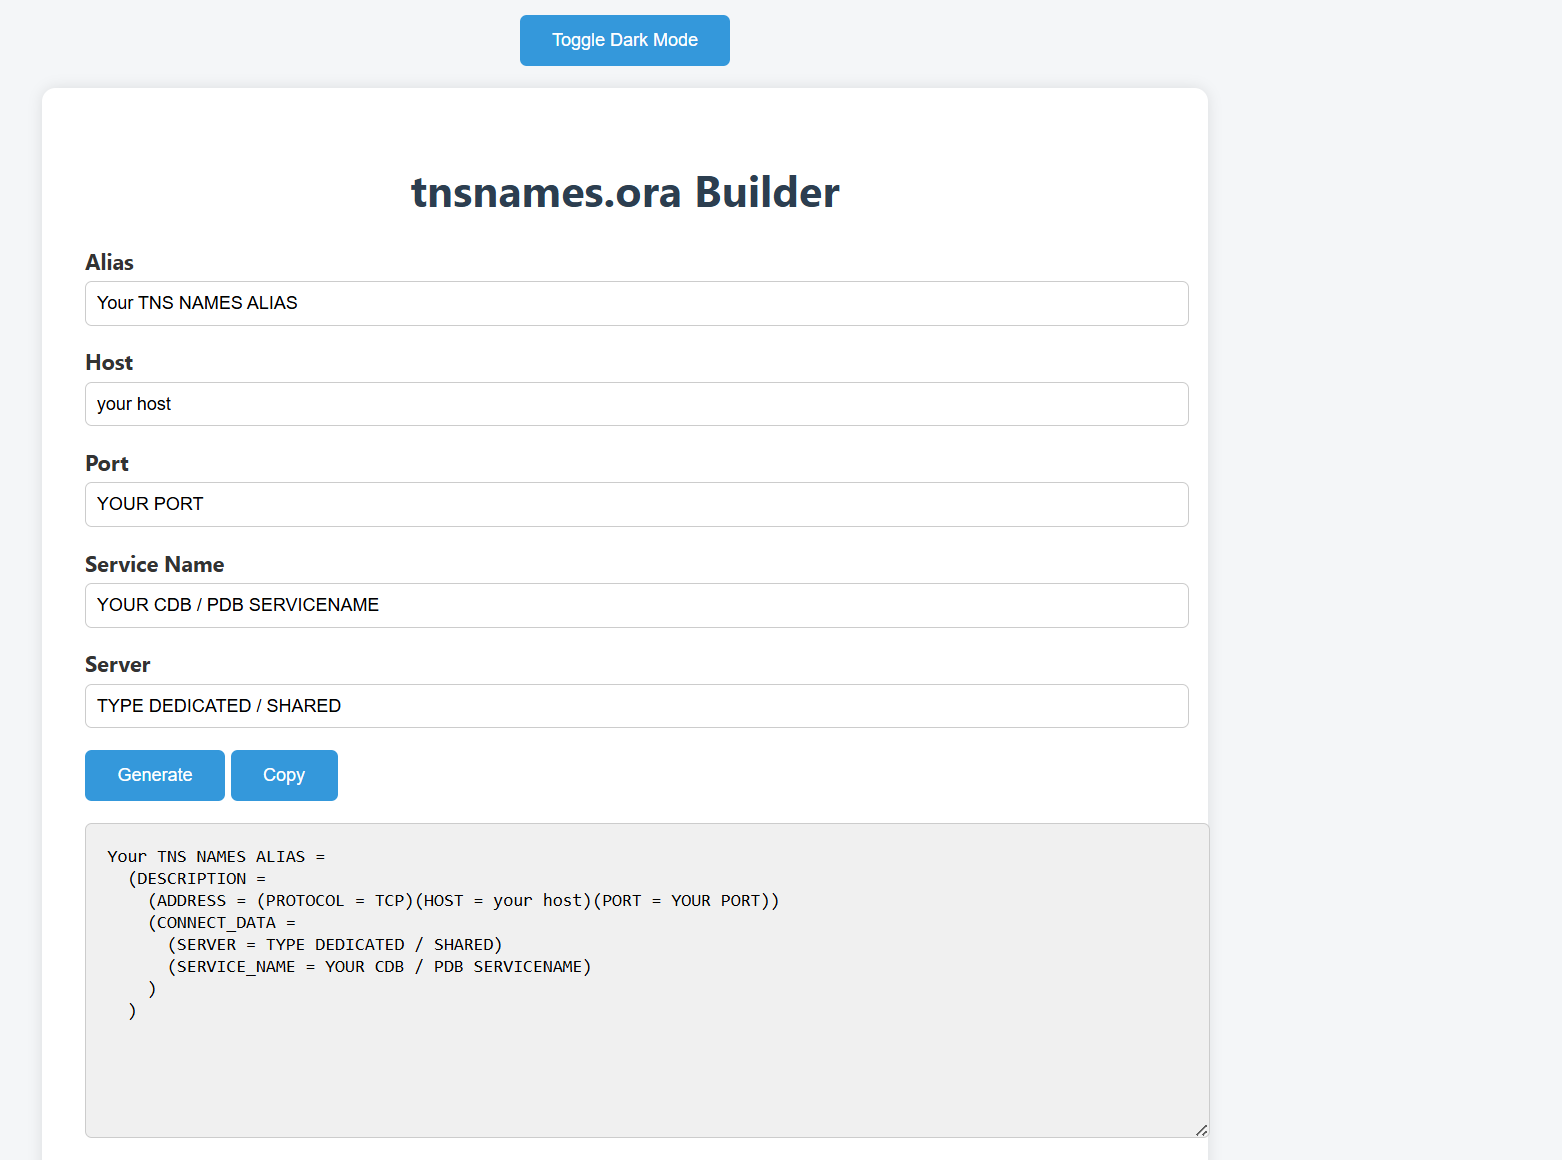 Toggle Dark Mode
tnsnames.ora Builder
Alias
Your TNS NAMES ALIAS
Host
your host
Port
YOUR PORT
Service Name
YOUR CDB / PDB SERVICENAME
Server
TYPE DEDICATED / SHARED
Generate Copy
Your TNS NAMES ALIAS =
  (DESCRIPTION =
    (ADDRESS = (PROTOCOL = TCP)(HOST = your host)(PORT = YOUR PORT))
    (CONNECT_DATA =
      (SERVER = TYPE DEDICATED / SHARED)
      (SERVICE_NAME = YOUR CDB / PDB SERVICENAME)
    )
  )